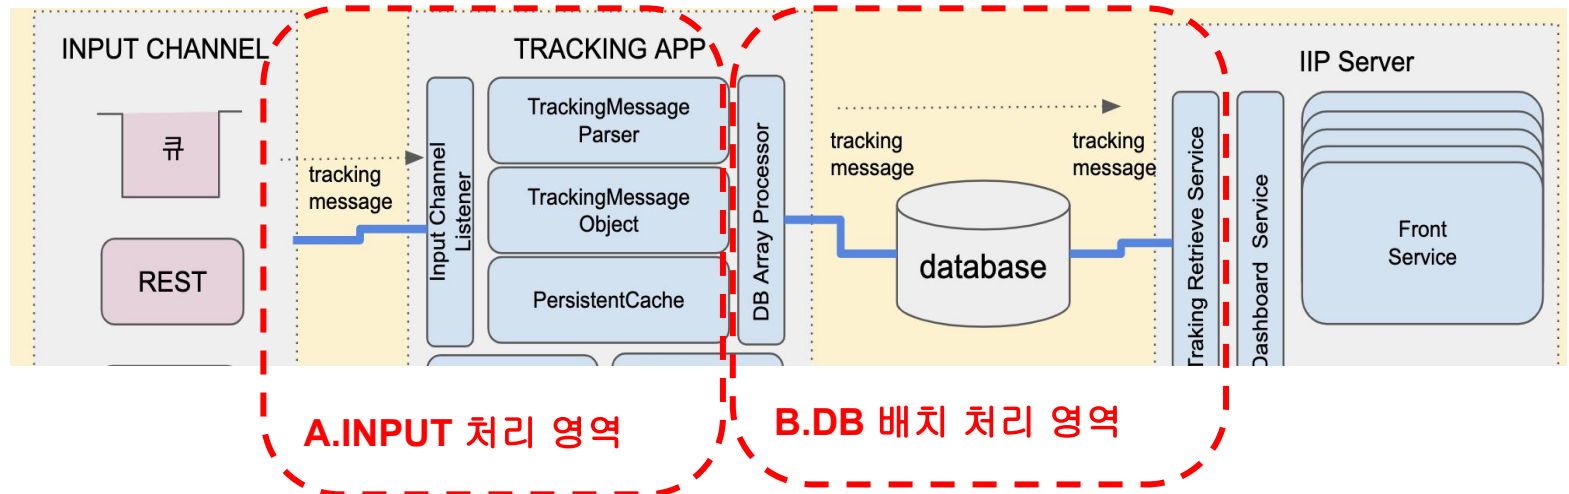 INPUT CHANNEL
큐
REST
tracking
message
TRACKING APP
Input Channel
Listener
TrackingMessage
Parser
TrackingMessage
Object
PersistentCache
DB Array Processor
tracking
message
database
tracking
message
IIP Server
Traking Retrieve Service
Dashboard Service
Front
Service
A.INPUT 처리 영역
B.DB 배치 처리 영역